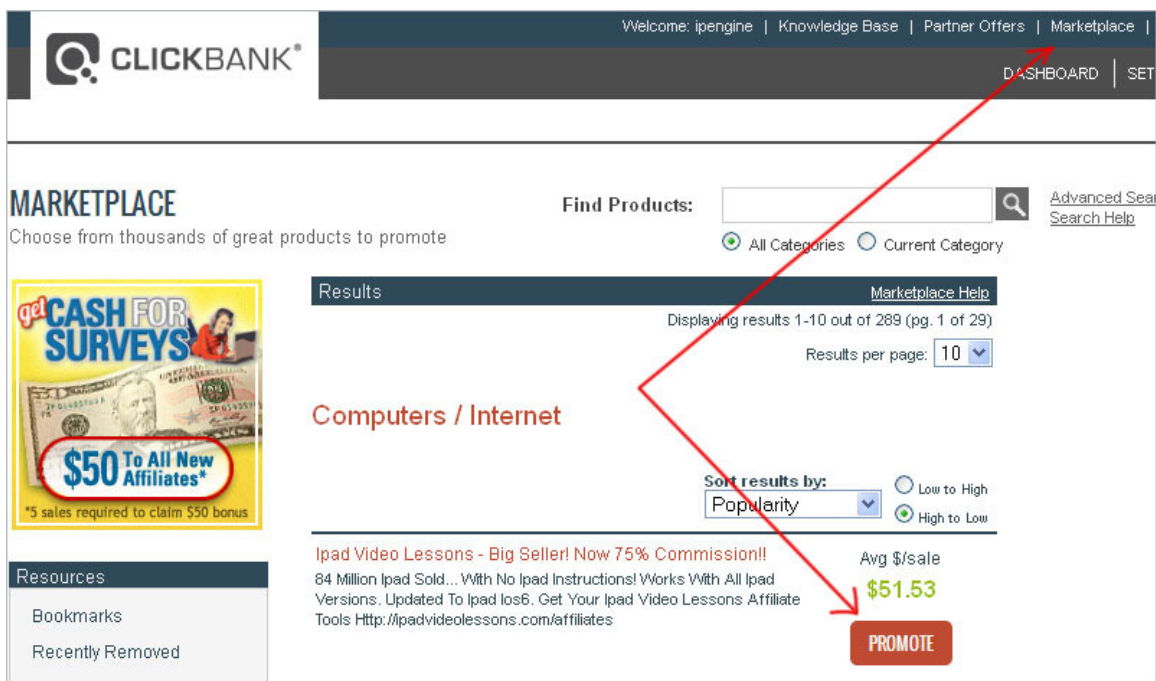 Welcome: ipengine | Knowledge Base | Partner Offers | Marketplace |
CLICKBANK®
DASHBOARD | SET
MARKETPLACE
Choose from thousands of great products to promote
Find Products:
Advanced Sear
Search Help
All Categories Current Category
get CASH FOR
SURVEYS
$50 To All New
Affiliates*
*5 sales required to claim $50 bonus
Results Marketplace Help
Displaying results 1-10 out of 289 (pg. 1 of 29)
Results per page: 10
Computers / Internet
Sort results by:
Popularity
Low to High
High to Low
Ipad Video Lessons - Big Seller! Now 75% Commission!!
84 Million Ipad Sold... With No Ipad Instructions! Works With All Ipad
Versions. Updated To Ipad Ios6. Get Your Ipad Video Lessons Affiliate
Tools Http://ipadvideolessons.com/affiliates
Avg $/sale
$51.53
PROMOTE
Resources
Bookmarks
Recently Removed